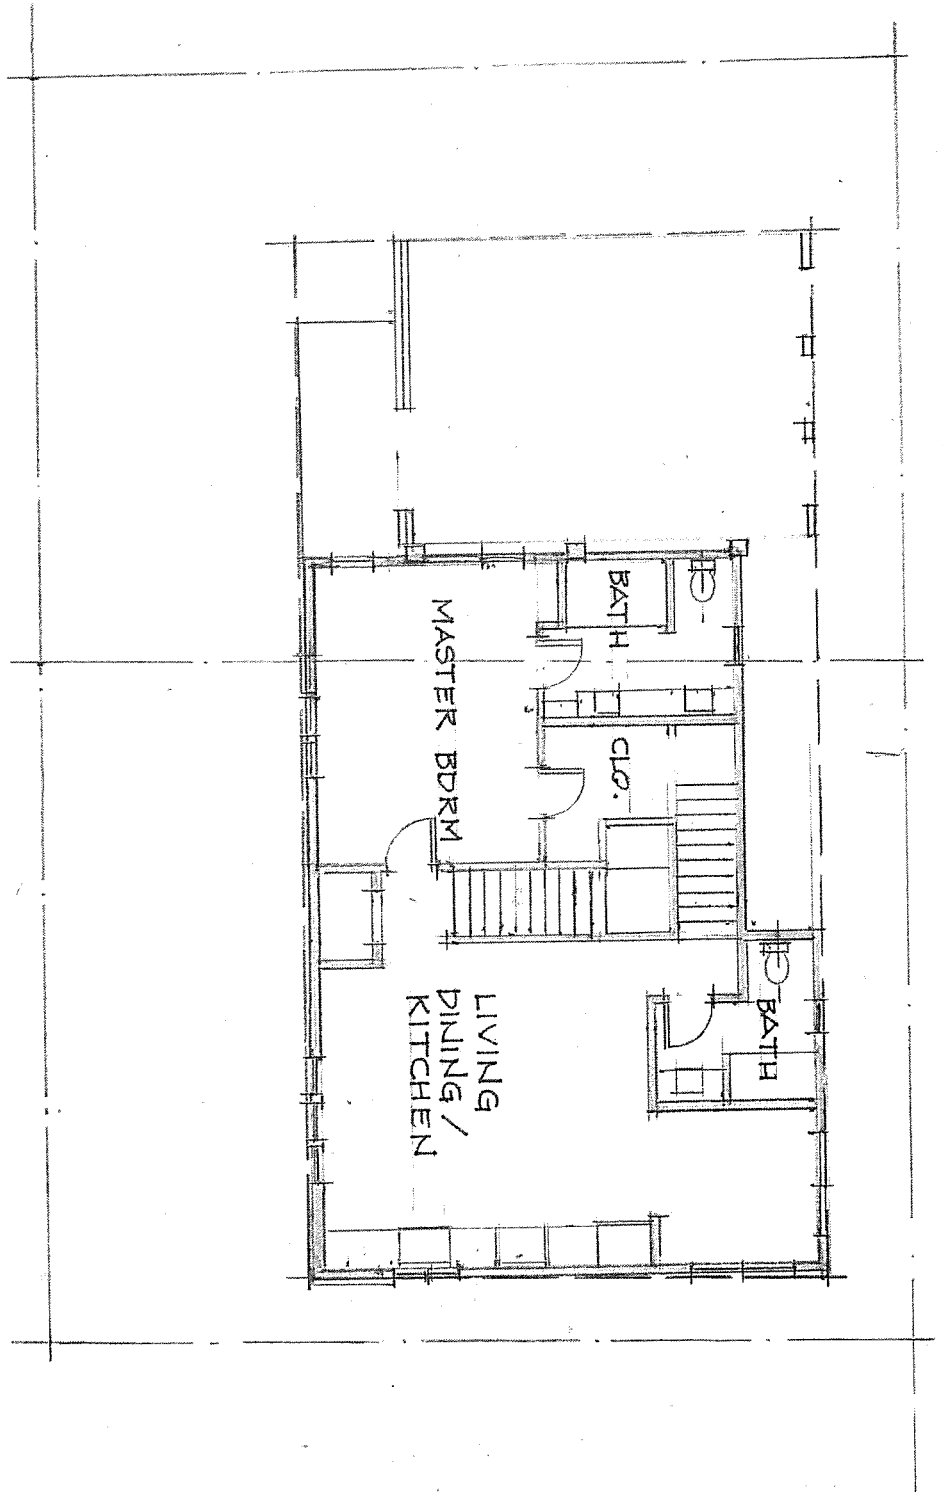 BATH
MASTER BDRM
CLO.
BATH
LIVING
DINING /
KITCHEN